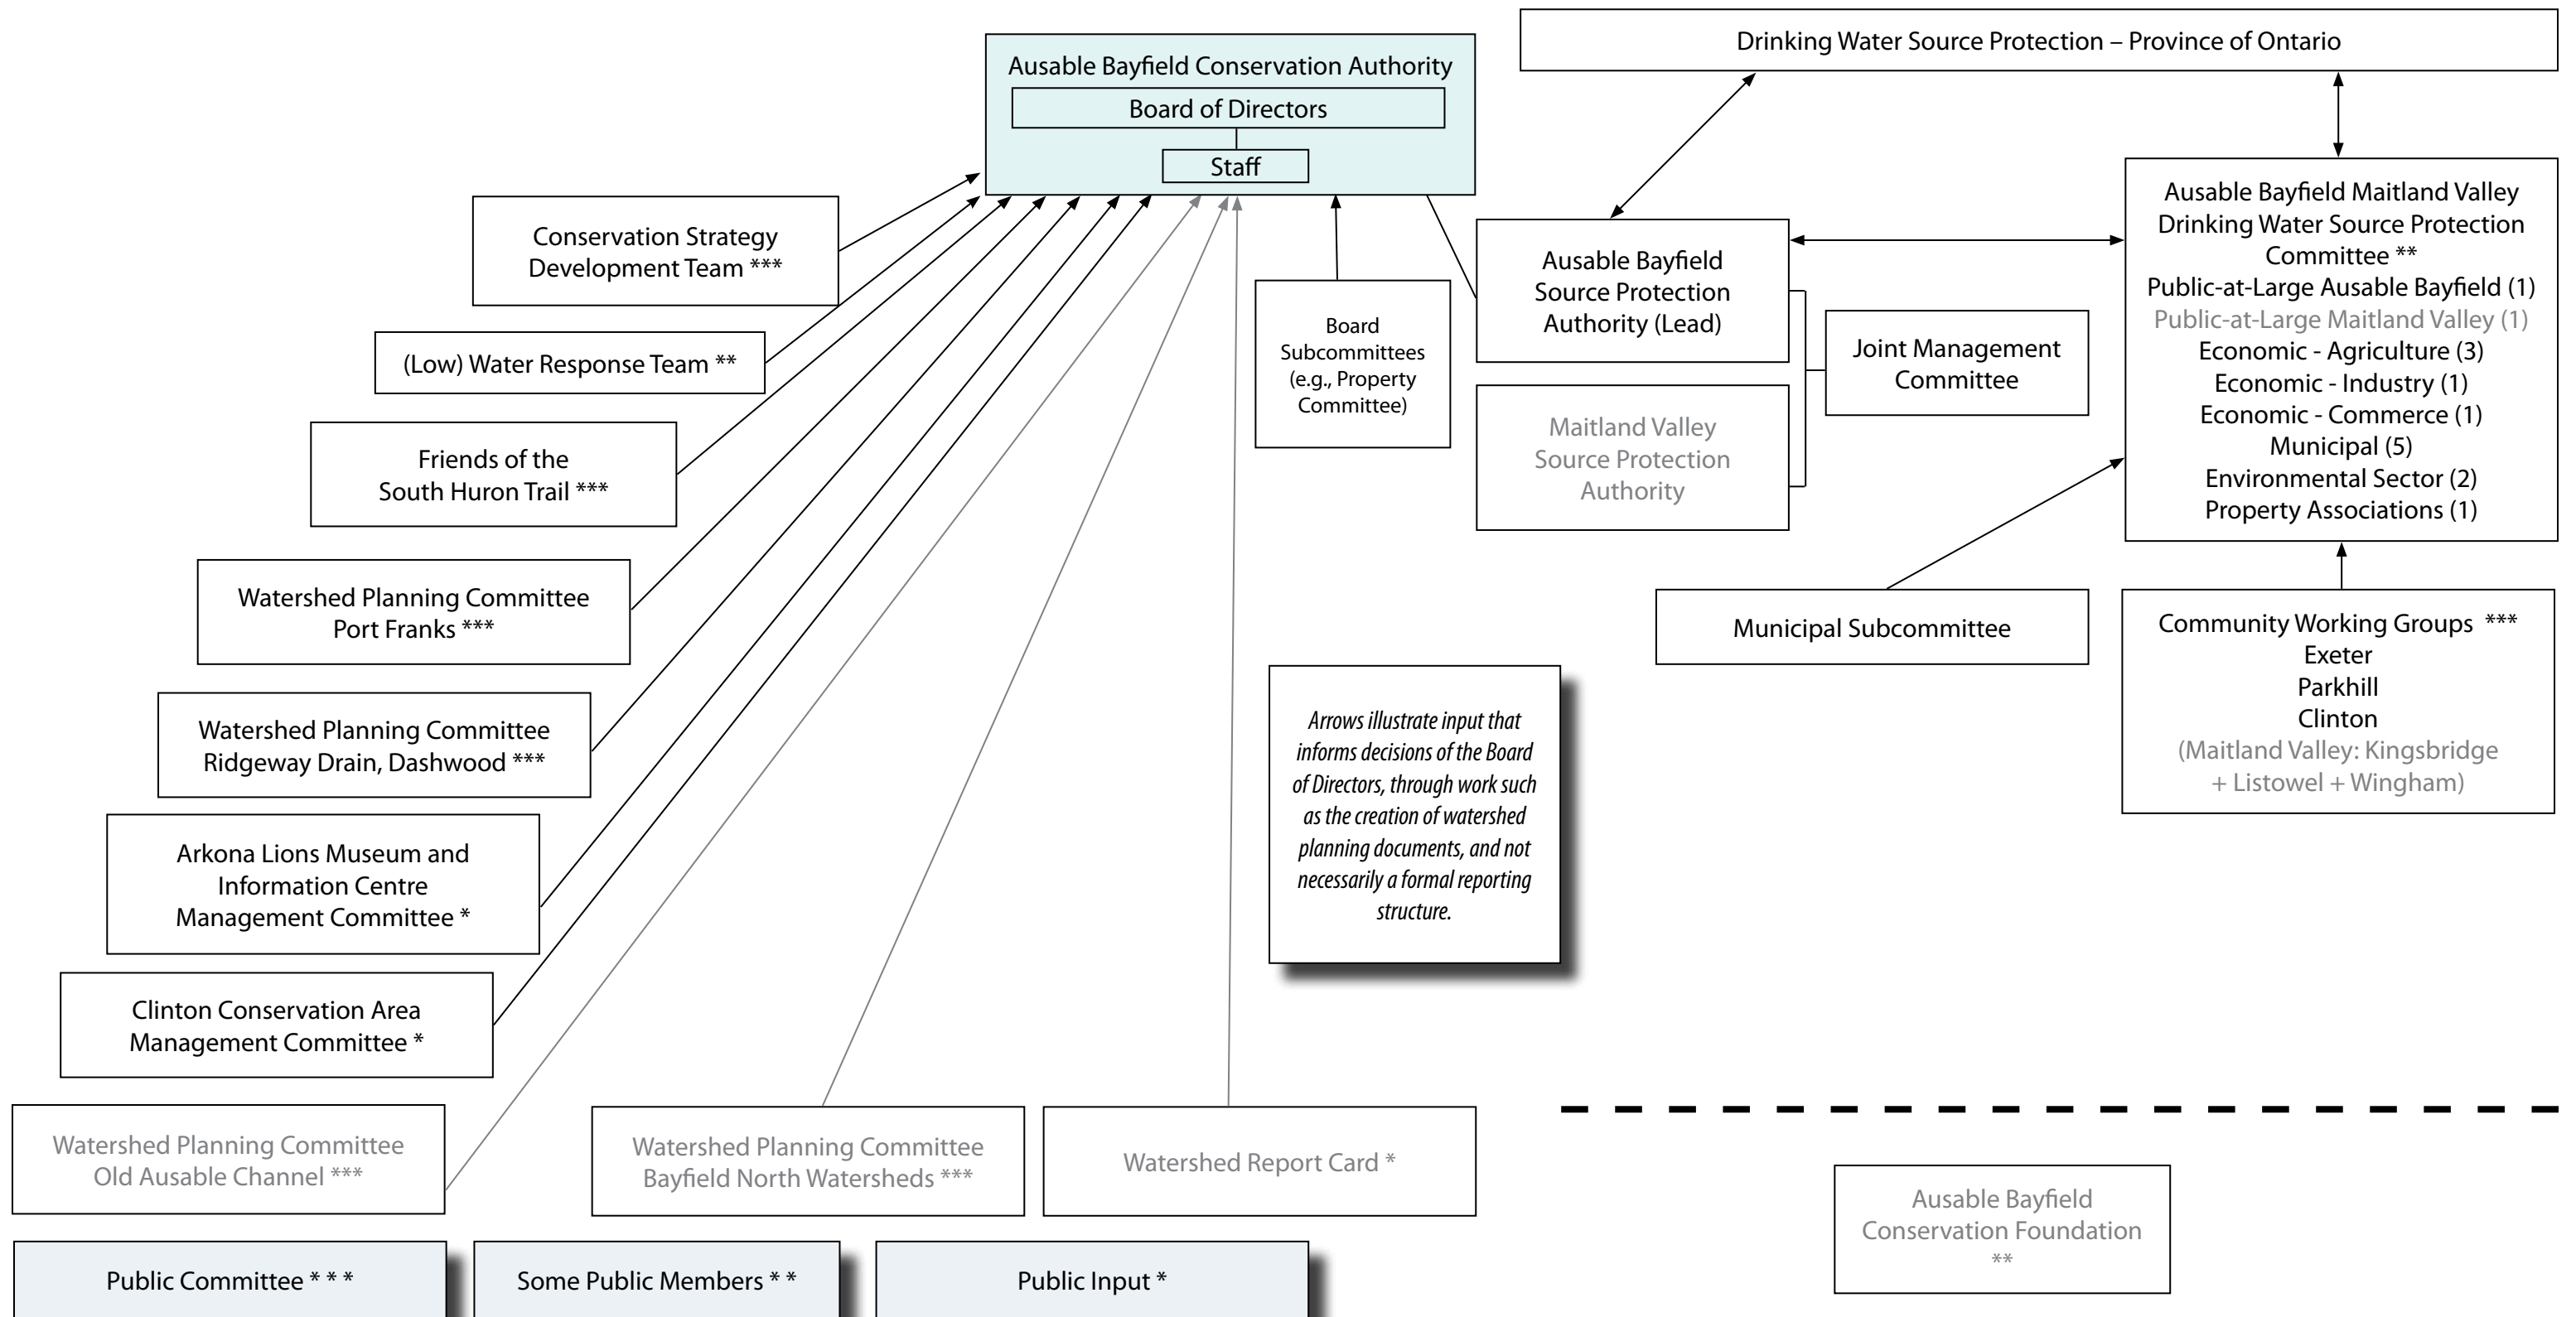 Drinking Water Source Protection – Province of Ontario
Ausable Bayfield Conservation Authority
Board of Directors
Staff
Conservation Strategy
Development Team ***
(Low) Water Response Team **
Friends of the
South Huron Trail ***
Watershed Planning Committee
Port Franks ***
Watershed Planning Committee
Ridgeway Drain, Dashwood ***
Arkona Lions Museum and
Information Centre
Management Committee *
Clinton Conservation Area
Management Committee *
Watershed Planning Committee
Old Ausable Channel ***
Watershed Planning Committee
Bayfield North Watersheds ***
Watershed Report Card *
Board
Subcommittees
(e.g., Property
Committee)
Ausable Bayfield
Source Protection
Authority (Lead)
Maitland Valley
Source Protection
Authority
Joint Management
Committee
Ausable Bayfield Maitland Valley
Drinking Water Source Protection
Committee **
Public-at-Large Ausable Bayfield (1)
Public-at-Large Maitland Valley (1)
Economic - Agriculture (3)
Economic - Industry (1)
Economic - Commerce (1)
Municipal (5)
Environmental Sector (2)
Property Associations (1)
Municipal Subcommittee
Community Working Groups ***
Exeter
Parkhill
Clinton
(Maitland Valley: Kingsbridge
+ Listowel + Wingham)
Arrows illustrate input that
informs decisions of the Board
of Directors, through work such
as the creation of watershed
planning documents, and not
necessarily a formal reporting
structure.
Ausable Bayfield
Conservation Foundation
**
Public Committee * * *
Some Public Members * *
Public Input *